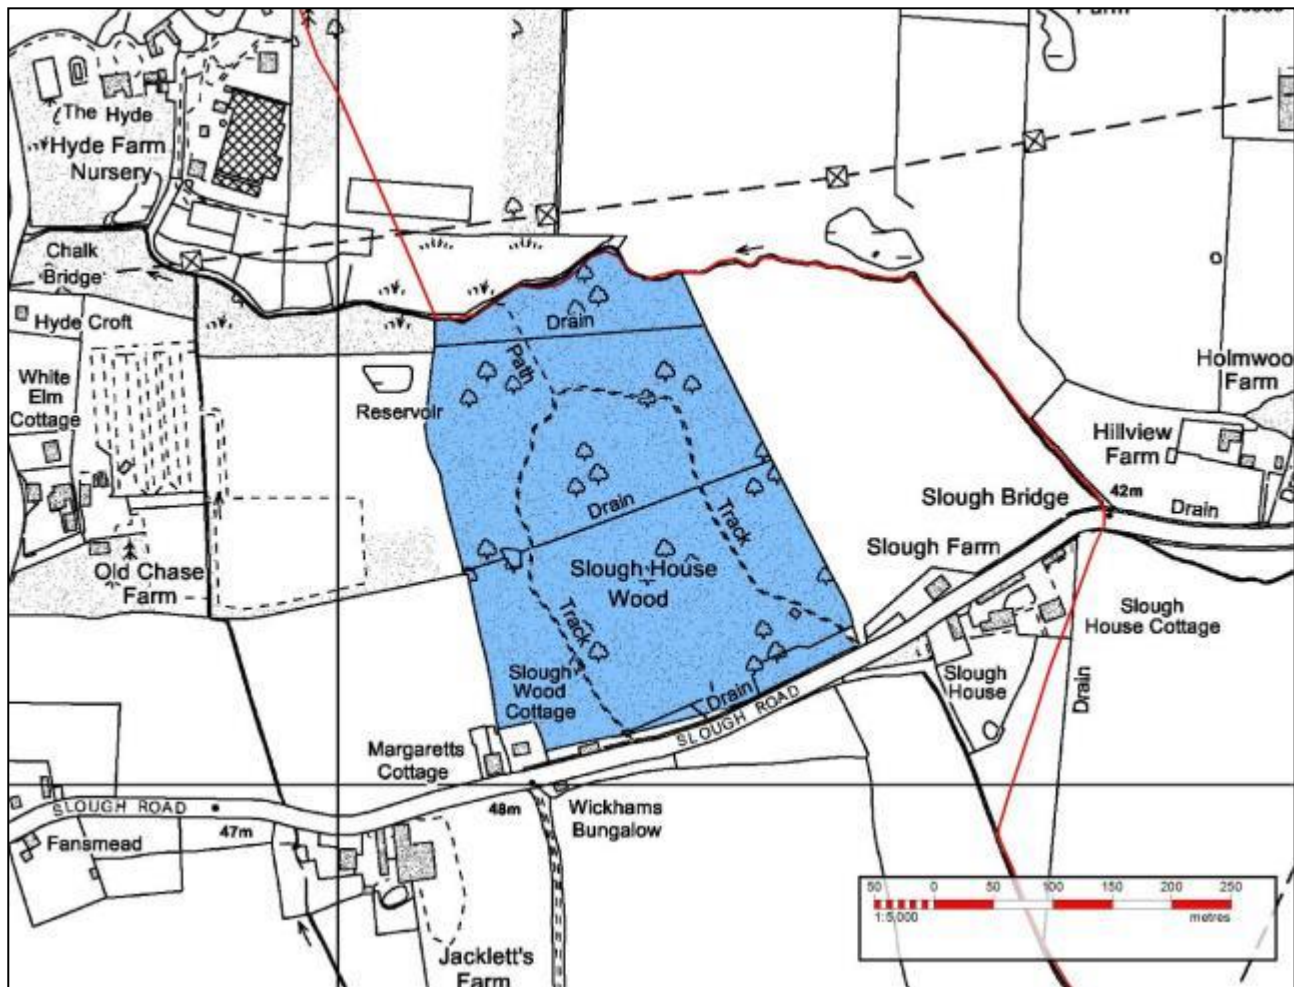 Farm
The Hyde
Hyde Farm
Nursery
Chalk
Bridge
Hyde Croft
White
Elm
Cottage
Reservoir
Drain
Path
Holmwoo
Farm
Hillview
Farm
Slough Bridge
42m
Drain
Drain
Track
Slough Farm
Old Chase
Farm
Slough House
Wood
Track
Slough
House Cottage
Slough
Wood
Cottage
Slough
House
Drain
Drain
SLOUGH ROAD
Margaretts
Cottage
SLOUGH ROAD
47m
48m
Wickhams
Bungalow
Fansmead
50 0 50 100 150 200 250
1:5,000 metres
Jacklett's
Farm